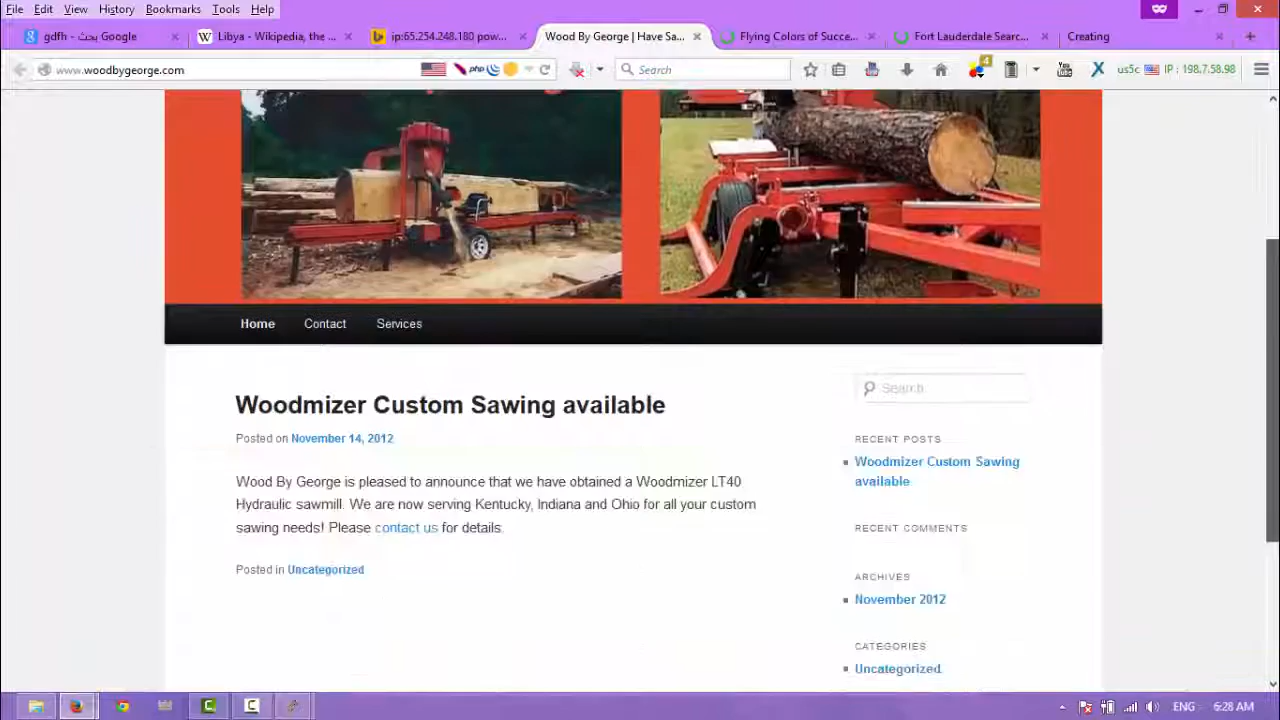 File Edit View History Bookmarks Tools Help
gdfh - بحث Google
Libya - Wikipedia, the ...
ip:65.254.248.180 pow...
Wood By George | Have Sa...
Flying Colors of Succe...
Fort Lauderdale Searc...
Creating
www.woodbygeorge.com
php
Search
4
You
us5c
IP : 198.7.58.98
Home Contact Services
Woodmizer Custom Sawing available
Posted on November 14, 2012
Wood By George is pleased to announce that we have obtained a Woodmizer LT40
Hydraulic sawmill. We are now serving Kentucky, Indiana and Ohio for all your custom
sawing needs! Please contact us for details.
Posted in Uncategorized
Search
RECENT POSTS
Woodmizer Custom Sawing
available
RECENT COMMENTS
ARCHIVES
November 2012
CATEGORIES
Uncategorized
ENG 6:28 AM